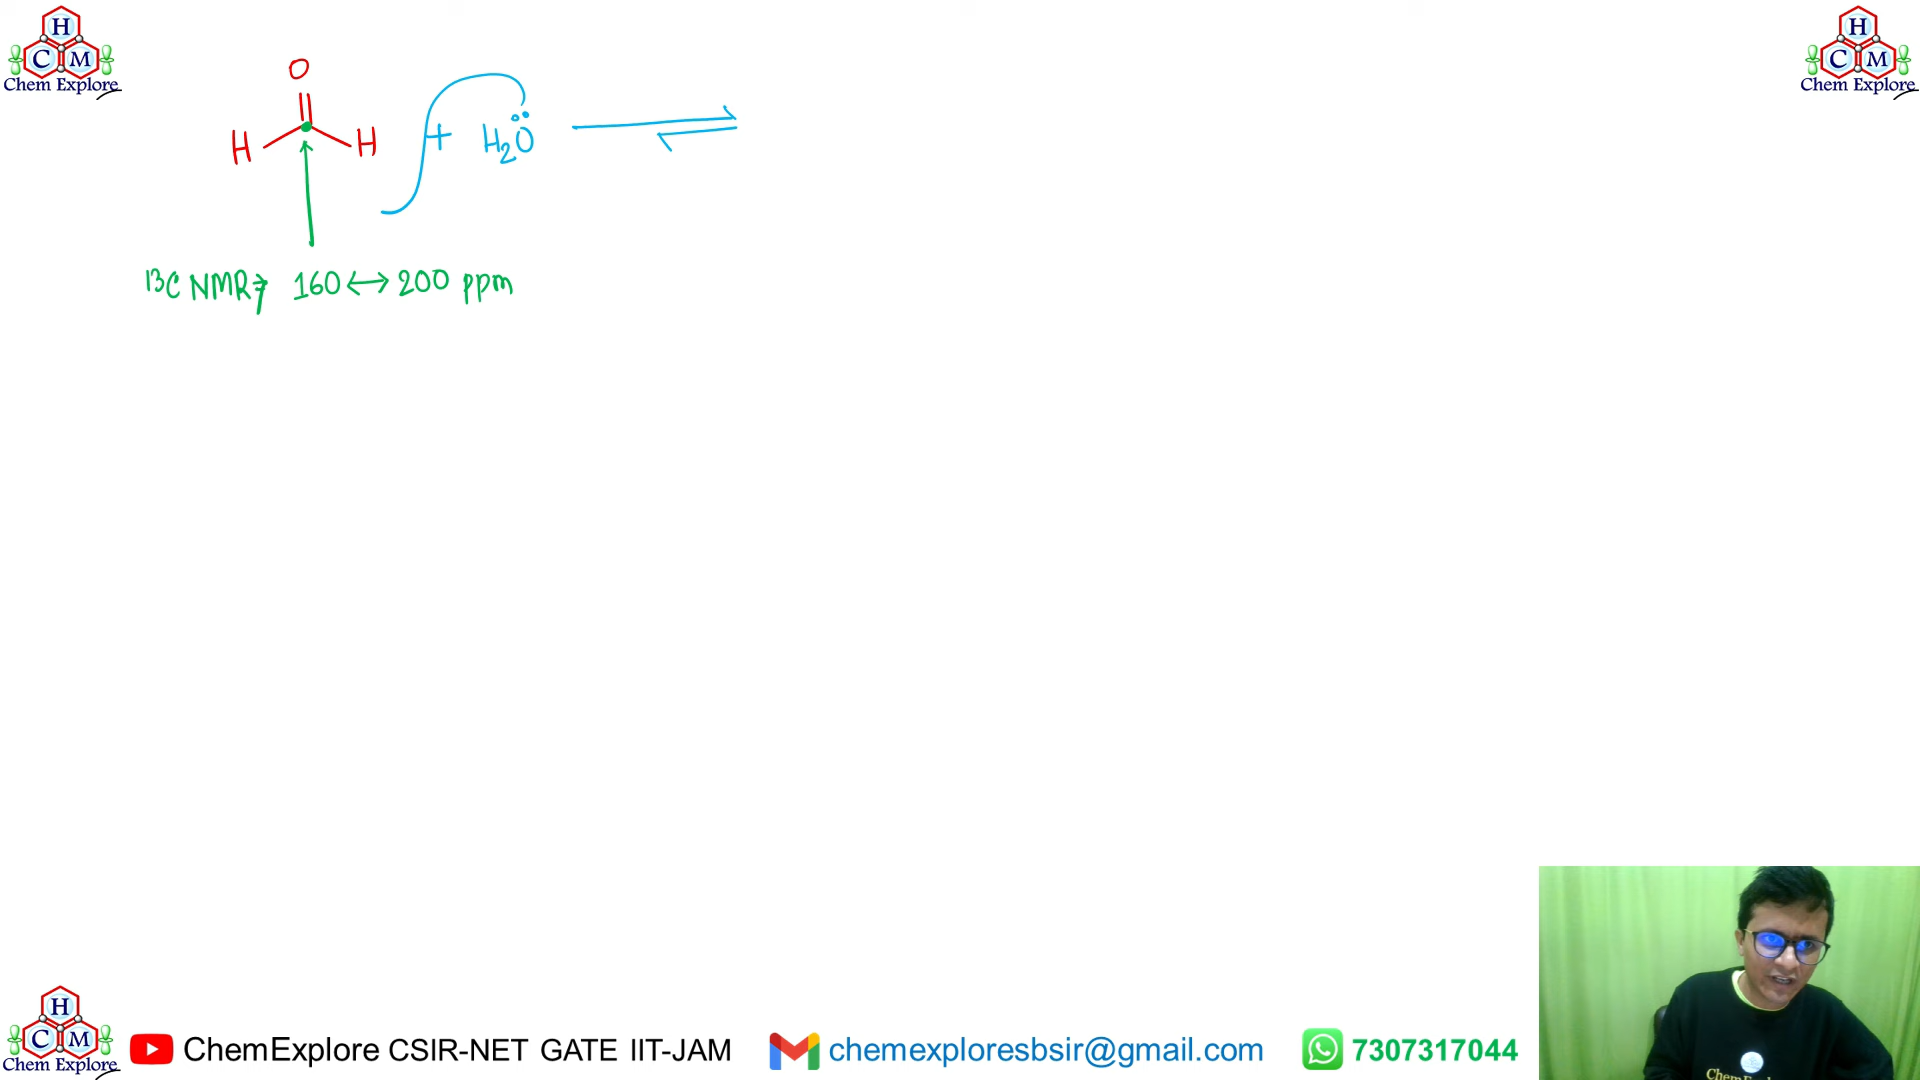 H
C M
Chem Explore
H
C M
Chem Explore
O
H H + H₂O
¹³C NMR ⇒ 160 ↔ 200 ppm
H
C M
Chem Explore
ChemExplore CSIR-NET GATE IIT-JAM
chemexploresbsir@gmail.com
7307317044